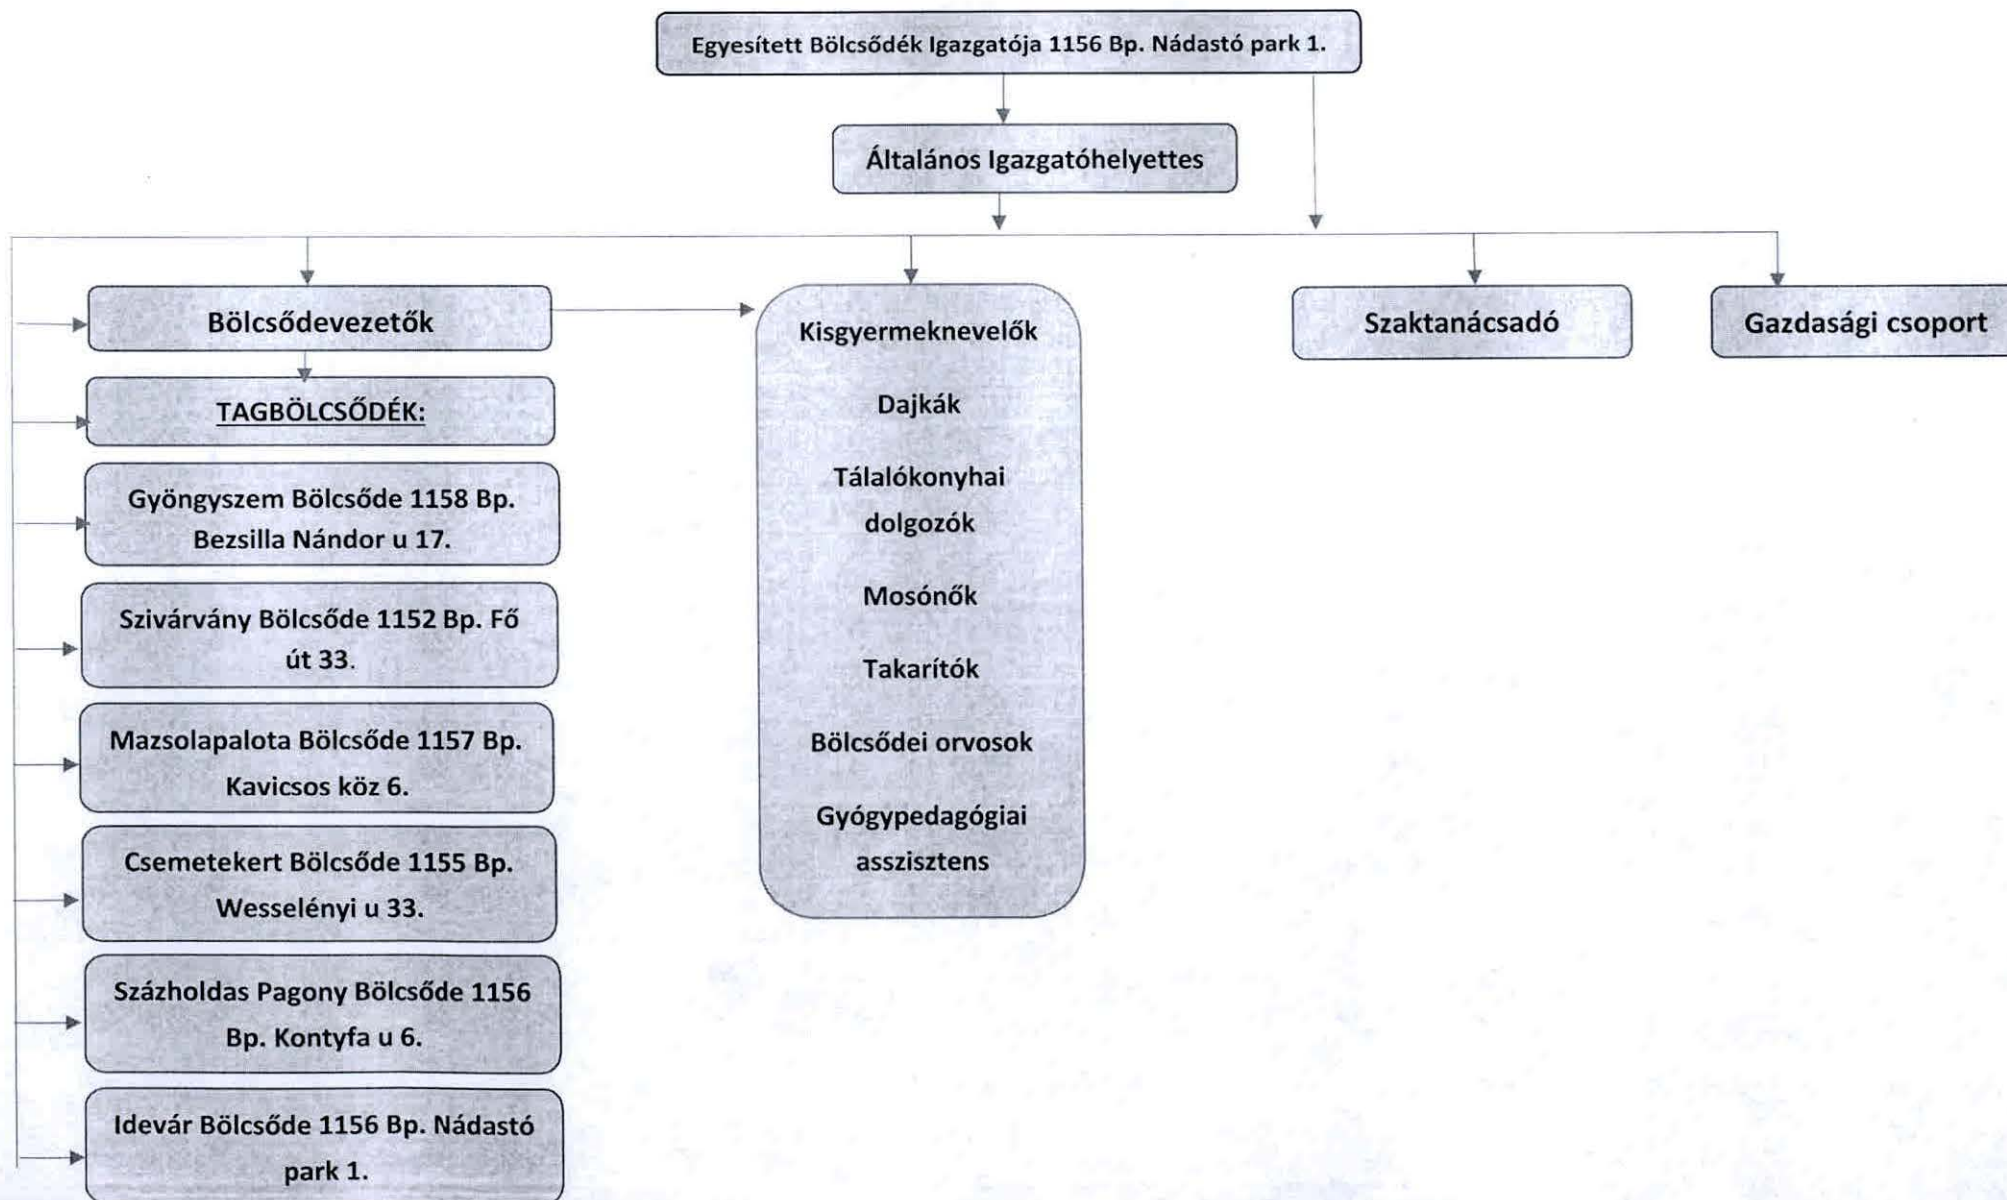 Egyesített Bölcsődék Igazgatója 1156 Bp. Nádastó park 1.
Általános Igazgatóhelyettes
Bölcsődevezetők
TAGBÖLCSŐDÉK:
Gyöngyszem Bölcsőde 1158 Bp.
Bezsilla Nándor u 17.
Szivárvány Bölcsőde 1152 Bp. Fő
út 33.
Mazsolapalota Bölcsőde 1157 Bp.
Kavicsos köz 6.
Csemetekert Bölcsőde 1155 Bp.
Wesselényi u 33.
Százholdas Pagony Bölcsőde 1156
Bp. Kontyfa u 6.
Idevár Bölcsőde 1156 Bp. Nádastó
park 1.
Kisgyermeknevelők
Dajkák
Tálalókonyhai
dolgozók
Mosónők
Takarítók
Bölcsődei orvosok
Gyógypedagógiai
asszisztens
Szaktanácsadó
Gazdasági csoport